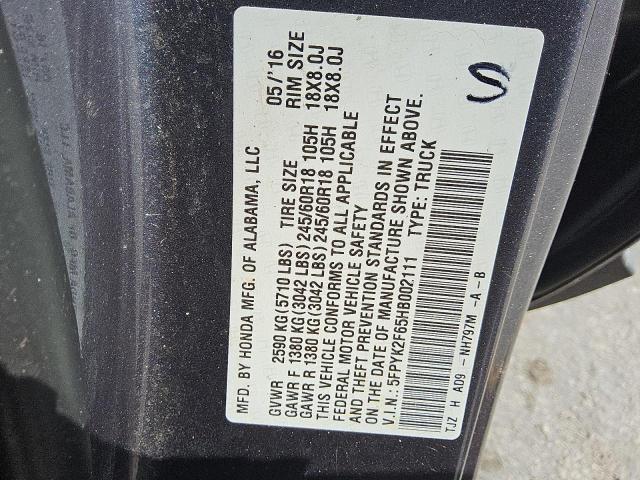 MFD. BY HONDA MFG. OF ALABAMA, LLC 05/'16
GVWR 2590 KG (5710 LBS) TIRE SIZE RIM SIZE
GAWR F 1380 KG (3042 LBS) 245/60R18 105H 18X8.0J
GAWR R 1380 KG (3042 LBS) 245/60R18 105H 18X8.0J
THIS VEHICLE CONFORMS TO ALL APPLICABLE
FEDERAL MOTOR VEHICLE SAFETY
AND THEFT PREVENTION STANDARDS IN EFFECT
ON THE DATE OF MANUFACTURE SHOWN ABOVE.
V.I.N.: 5FPYK2F65HB002111 TYPE: TRUCK
TJZ H A09 - NH797M -A -B
S